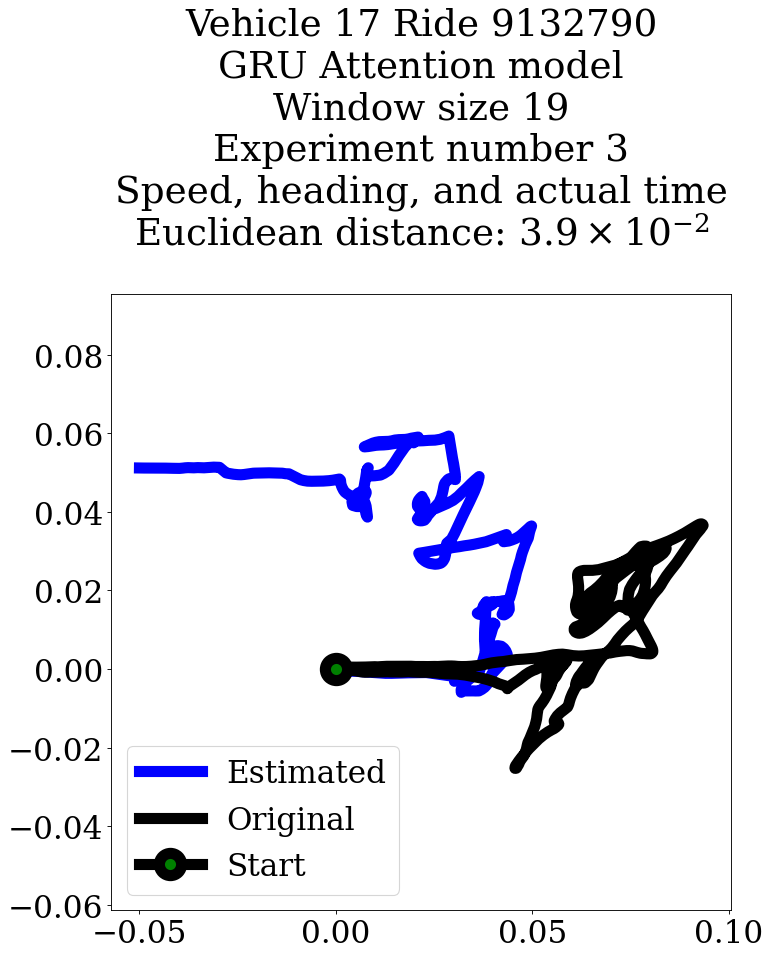 Vehicle 17 Ride 9132790
GRU Attention model
Window size 19
Experiment number 3
Speed, heading, and actual time
Euclidean distance: 3.9 × 10⁻²
0.08
0.06
0.04
0.02
0.00
−0.02
−0.04
−0.06
Estimated
Original
Start
−0.05 0.00 0.05 0.10